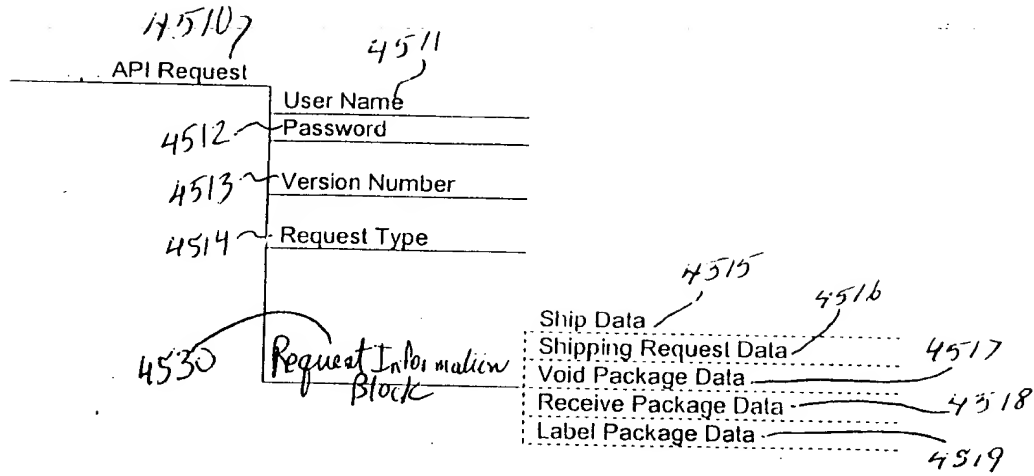 4510
API Request
4511
User Name
4512 Password
4513 Version Number
4514 Request Type
4515
4516
Ship Data
Shipping Request Data
4517
4530 Request Information
Block
Void Package Data
Receive Package Data
4518
Label Package Data
4519